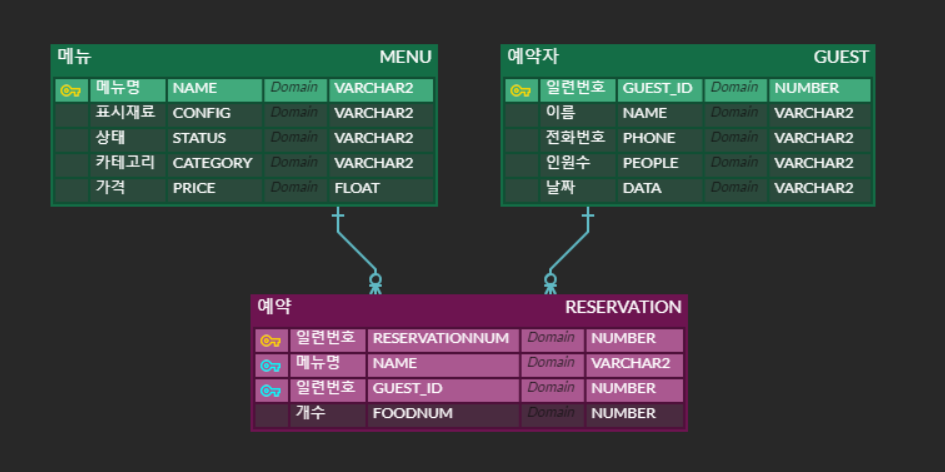 메뉴 MENU
메뉴명 NAME Domain VARCHAR2
표시재료 CONFIG Domain VARCHAR2
상태 STATUS Domain VARCHAR2
카테고리 CATEGORY Domain VARCHAR2
가격 PRICE Domain FLOAT
예약자 GUEST
일련번호 GUEST_ID Domain NUMBER
이름 NAME Domain VARCHAR2
전화번호 PHONE Domain VARCHAR2
인원수 PEOPLE Domain VARCHAR2
날짜 DATA Domain VARCHAR2
예약 RESERVATION
일련번호 RESERVATIONNUM Domain NUMBER
메뉴명 NAME Domain VARCHAR2
일련번호 GUEST_ID Domain NUMBER
개수 FOODNUM Domain NUMBER